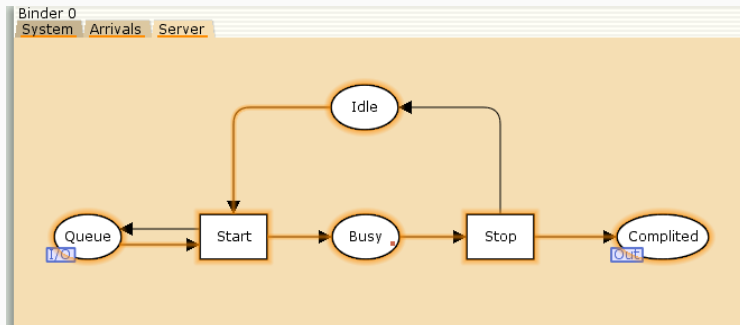 Binder 0
System Arrivals Server
Idle
Queue Start Busy Stop Complited
I/O Out